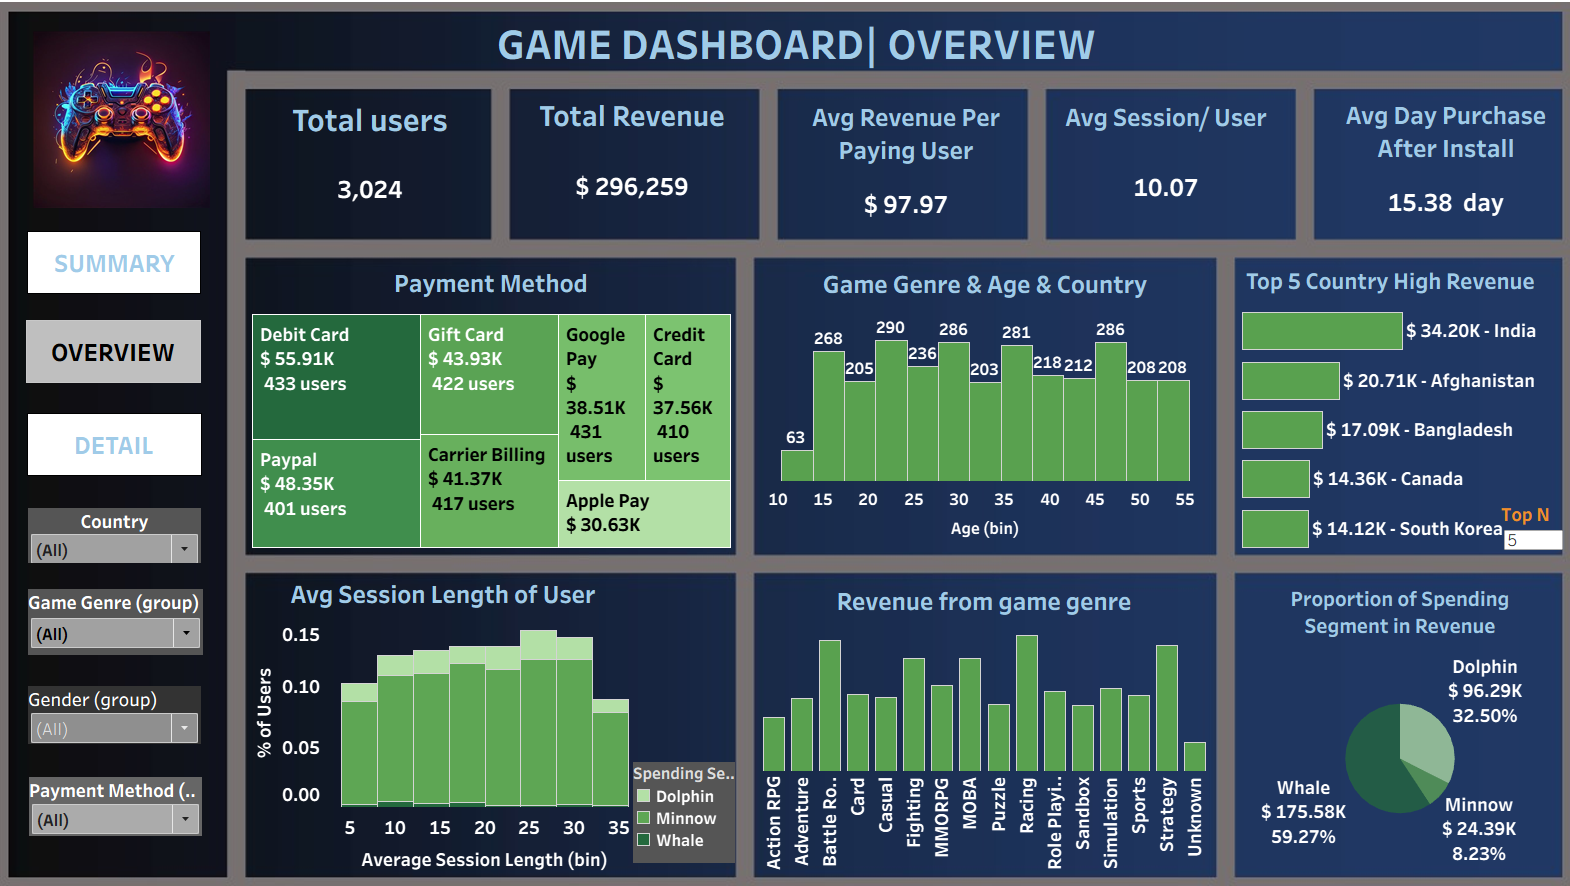 GAME DASHBOARD| OVERVIEW
Total users
3,024
Total Revenue
$ 296,259
Avg Revenue Per
Paying User
$ 97.97
Avg Session/ User
10.07
Avg Day Purchase
After Install
15.38 day
SUMMARY
OVERVIEW
DETAIL
Country
(All)
Game Genre (group)
(All)
Gender (group)
(All)
Payment Method (..
(All)
Payment Method
Debit Card
$ 55.91K
433 users
Paypal
$ 48.35K
401 users
Gift Card
$ 43.93K
422 users
Carrier Billing
$ 41.37K
417 users
Google
Pay
$
38.51K
431
users
Credit
Card
$
37.56K
410
users
Apple Pay
$ 30.63K
Game Genre & Age & Country
63
268
205
290
236
286
203
281
218
212
286
208
208
10 15 20 25 30 35 40 45 50 55
Age (bin)
Top 5 Country High Revenue
$ 34.20K - India
$ 20.71K - Afghanistan
$ 17.09K - Bangladesh
$ 14.36K - Canada
$ 14.12K - South Korea
Top N
5
Avg Session Length of User
% of Users
0.15
0.10
0.05
0.00
5 10 15 20 25 30 35
Average Session Length (bin)
Spending Se..
Dolphin
Minnow
Whale
Revenue from game genre
Action RPG
Adventure
Battle Ro..
Card
Casual
Fighting
MMORPG
MOBA
Puzzle
Racing
Role Playi..
Sandbox
Simulation
Sports
Strategy
Unknown
Proportion of Spending
Segment in Revenue
Dolphin
$ 96.29K
32.50%
Whale
$ 175.58K
59.27%
Minnow
$ 24.39K
8.23%